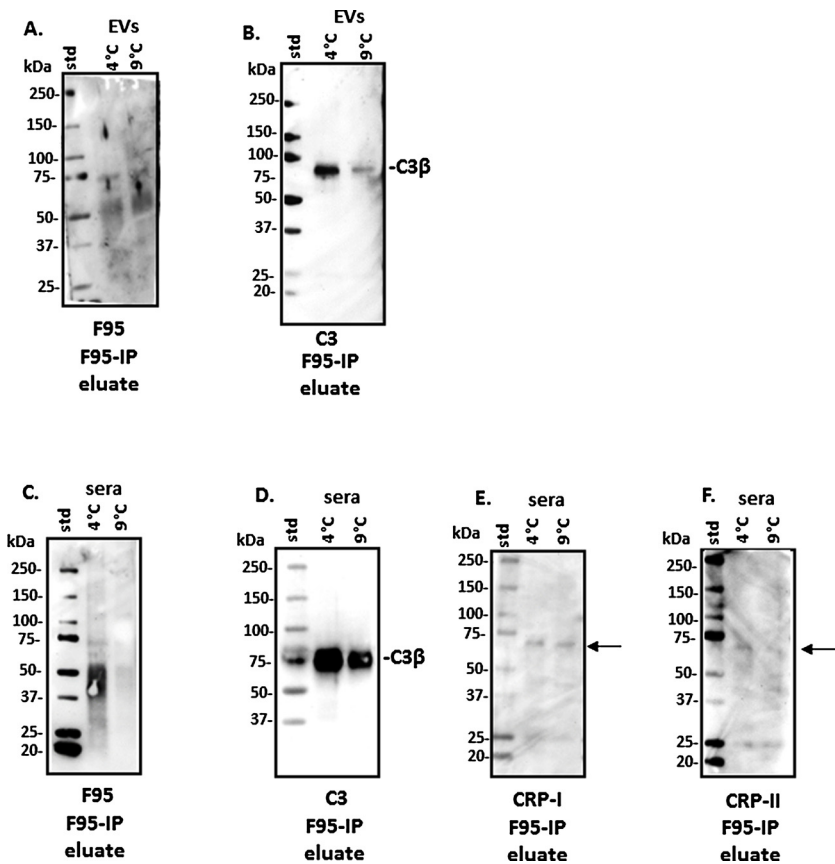 A.
EVs
std
4°C
9°C
kDa
250-
150-
100-
75-
50-
37-
25-
F95
F95-IP
eluate
B.
EVs
std
4°C
9°C
kDa
250-
150-
100-
75-
50-
37-
25-
20-
-C3β
C3
F95-IP
eluate
C.
sera
std
4°C
9°C
kDa
250-
150-
100-
75-
50-
37-
25-
20-
F95
F95-IP
eluate
D.
sera
std
4°C
9°C
kDa
250-
150-
100-
75-
50-
37-
-C3β
C3
F95-IP
eluate
E.
sera
std
4°C
9°C
kDa
250-
150-
100-
75-
50-
37-
25-
20-
CRP-I
F95-IP
eluate
F.
sera
std
4°C
9°C
kDa
250-
150-
100-
75-
50-
37-
25-
20-
CRP-II
F95-IP
eluate